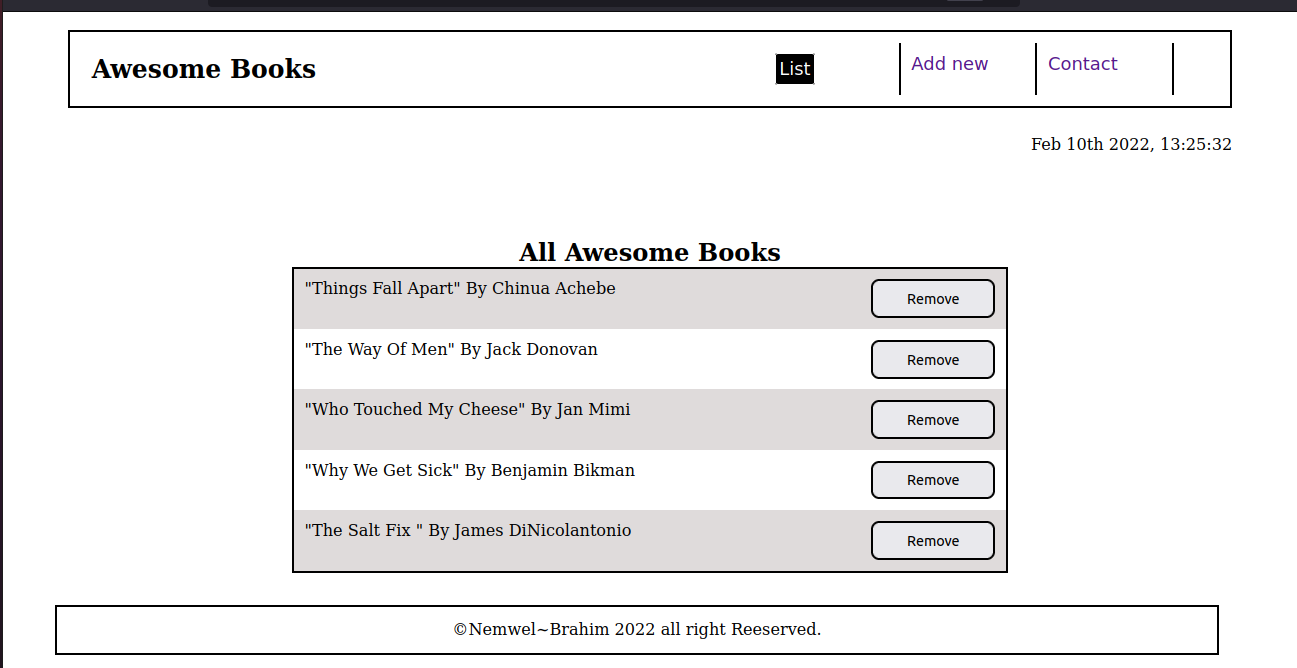 Awesome Books
List
Add new
Contact
Feb 10th 2022, 13:25:32
All Awesome Books
"Things Fall Apart" By Chinua Achebe
Remove
"The Way Of Men" By Jack Donovan
Remove
"Who Touched My Cheese" By Jan Mimi
Remove
"Why We Get Sick" By Benjamin Bikman
Remove
"The Salt Fix " By James DiNicolantonio
Remove
©Nemwel~Brahim 2022 all right Reeserved.